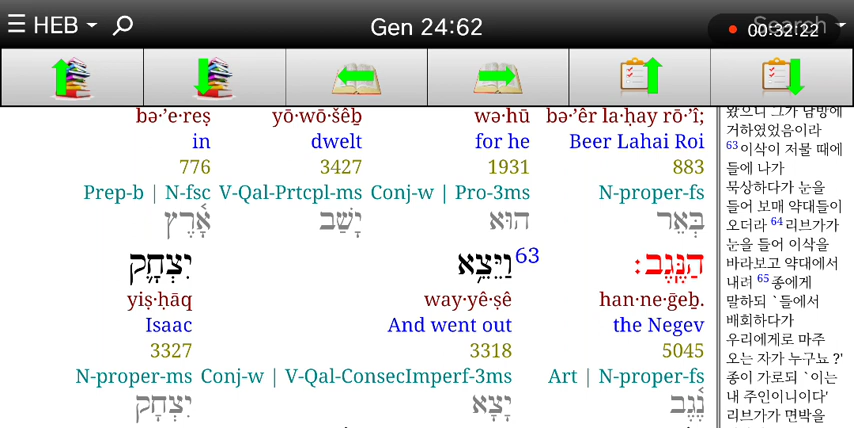 ☰ HEB Gen 24:62 Search 00:32:22
bə·’e·reṣ yō·wō·šêḇ wə·hū bə·’êr la·ḥay rō·’î;
in dwelt for he Beer Lahai Roi
776 3427 1931 883
Prep-b | N-fsc V-Qal-Prtcpl-ms Conj-w | Pro-3ms N-proper-fs
בְּאֵר הוּא יָשַׁב אֶ֫רֶץ
הַנֶּֽגֶב׃ 63 וַיֵּצֵ֥א יִצְחָ֛ק
yiṣ·ḥāq way·yê·ṣê han·ne·ḡeḇ.
Isaac And went out the Negev
3327 3318 5045
N-proper-ms Conj-w | V-Qal-ConsecImperf-3ms Art | N-proper-fs
נֶ֫גֶב יָצָא יִצְחָק
왔으니 그가 남방에
거하였었음이라
63 이삭이 저물 때에
들에 나가
묵상하다가 눈을
들어 보매 약대들이
오더라 64 리브가가
눈을 들어 이삭을
바라보고 약대에서
내려 65 종에게
말하되 `들에서
배회하다가
우리에게로 마주
오는 자가 누구뇨 ?'
종이 가로되 `이는
내 주인이니이다'
리브가가 면박을